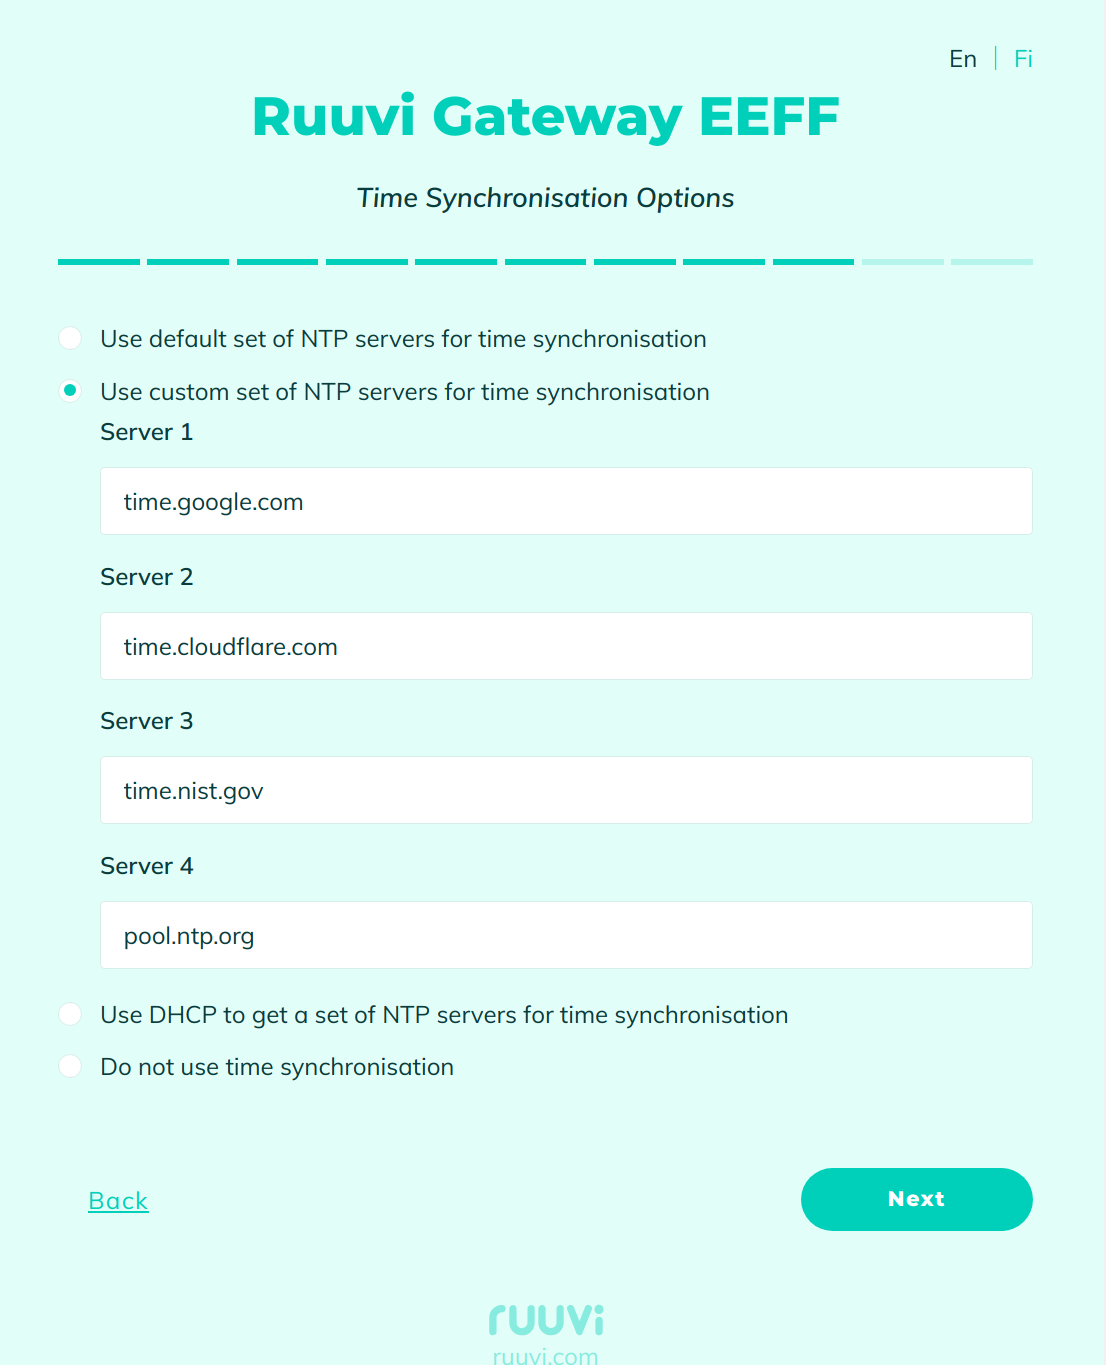 En | Fi
Ruuvi Gateway EEFF
Time Synchronisation Options
Use default set of NTP servers for time synchronisation
Use custom set of NTP servers for time synchronisation
Server 1
time.google.com
Server 2
time.cloudflare.com
Server 3
time.nist.gov
Server 4
pool.ntp.org
Use DHCP to get a set of NTP servers for time synchronisation
Do not use time synchronisation
Back
Next
ruuvi
ruuvi.com